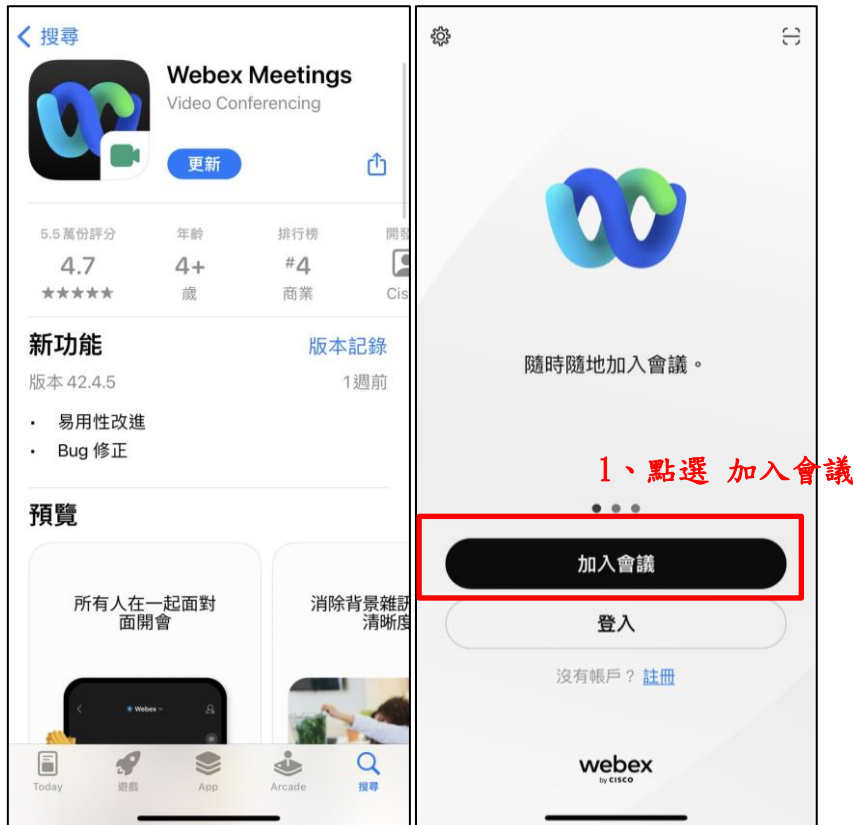 搜尋
Webex Meetings
Video Conferencing
更新
5.5 萬份評分
年齡
排行榜
4.7
4+
#4
歲
商業
Cis
新功能
版本記錄
版本 42.4.5
1 週前
• 易用性改進
• Bug 修正
預覽
所有人在一起面對
面開會
消除背景雜訊
清晰度
Webex
Today
遊戲
App
Arcade
搜尋
隨時隨地加入會議。
1、點選 加入會議
加入會議
登入
沒有帳戶？ 註冊
webex
by CISCO